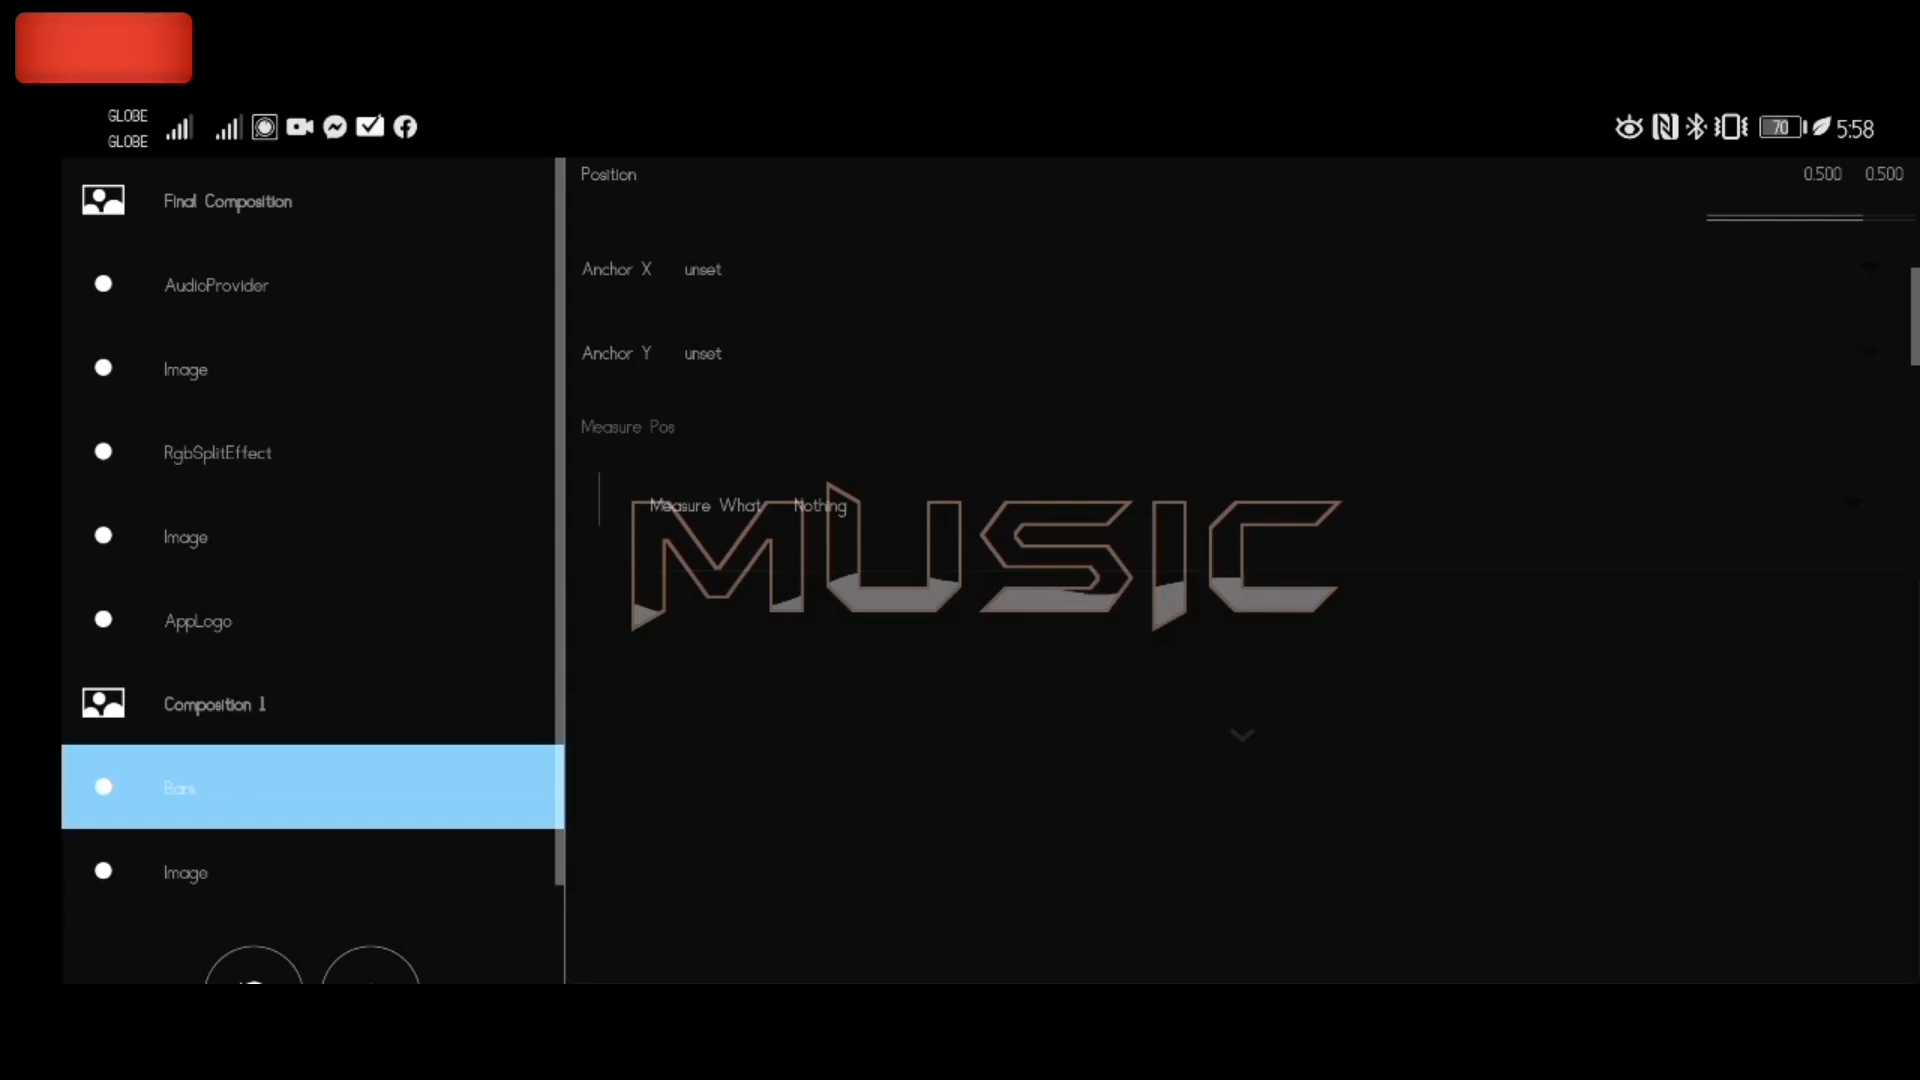 GLOBE
GLOBE
70 5:58
Final Composition
AudioProvider
Image
RgbSplitEffect
Image
AppLogo
Composition 1
Bars
Image
Position 0.500 0.500
Anchor X unset
Anchor Y unset
Measure Pos
Measure What Nothing
MUSIC